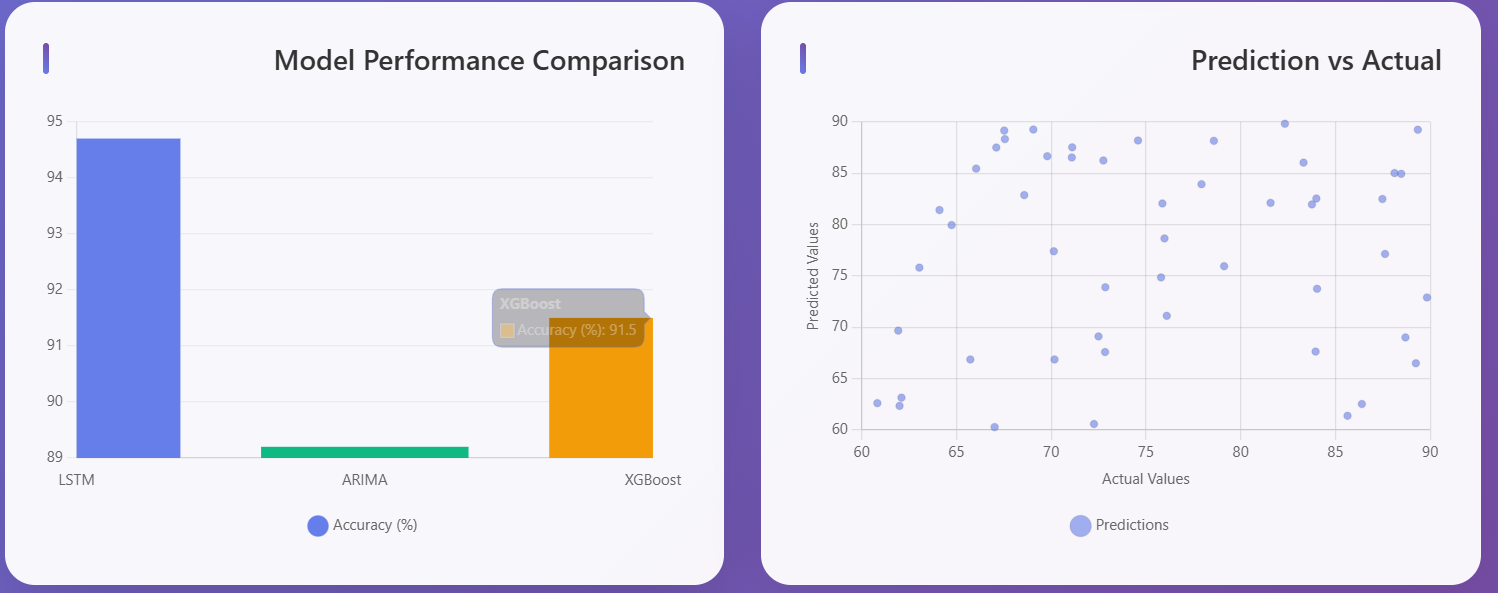 Model Performance Comparison
95
94
93
92
91
90
89
XGBoost
Accuracy (%): 91.5
LSTM
ARIMA
XGBoost
Accuracy (%)
Prediction vs Actual
Predicted Values
90
85
80
75
70
65
60
60
65
70
75
80
85
90
Actual Values
Predictions